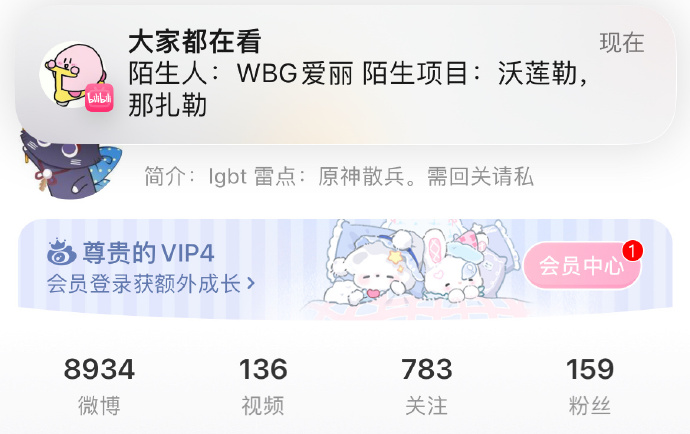 大家都在看
现在
陌生人：WBG爱丽 陌生项目：沃莲勒，
那扎勒
bilibili
简介：lgbt 雷点：原神散兵。需回关请私
尊贵的VIP4
会员登录获额外成长>
会员中心
1
8934
136
783
159
微博
视频
关注
粉丝